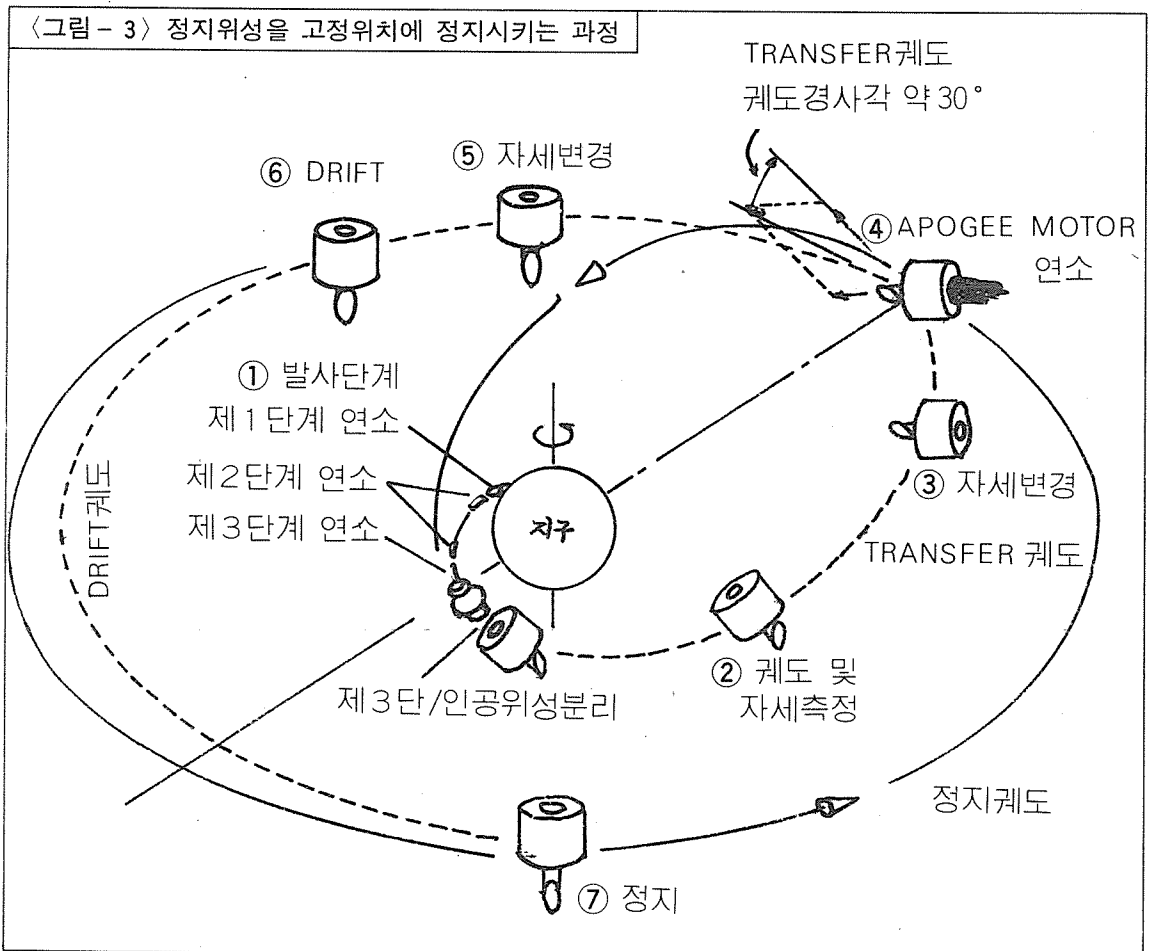 〈그림 – 3〉 정지위성을 고정위치에 정지시키는 과정
TRANSFER궤도
궤도경사각 약 30°
⑥ DRIFT
⑤ 자세변경
④ APOGEE MOTOR
연소
① 발사단계
제1단계 연소
제2단계 연소
제3단계 연소
지구
③ 자세변경
TRANSFER 궤도
DRIFT궤도
② 궤도 및
자세측정
제3단/인공위성분리
정지궤도
⑦ 정지